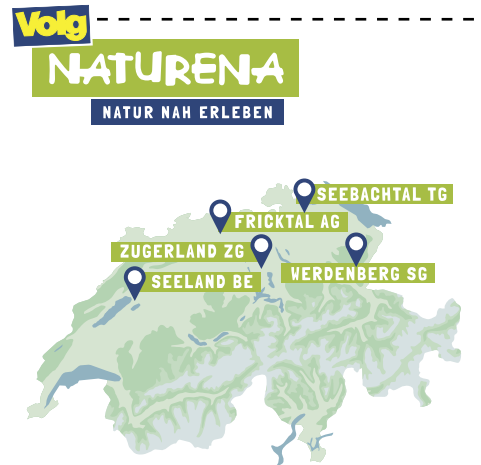 Volg
NATURENA
NATUR NAH ERLEBEN
SEEBACHTAL TG
FRICKTAL AG
ZUGERLAND ZG
WERDENBERG SG
SEELAND BE